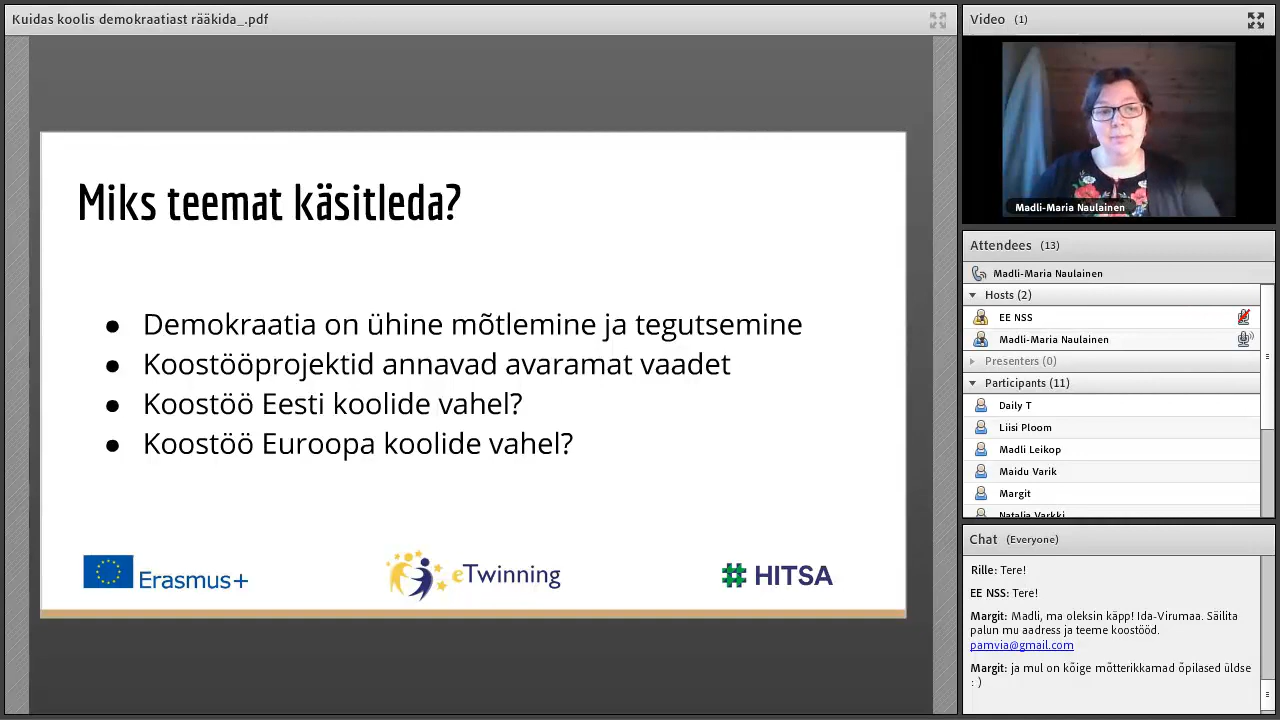 Kuidas koolis demokraatiast rääkida_.pdf
Miks teemat käsitleda?
● Demokraatia on ühine mõtlemine ja tegutsemine
● Koostööprojektid annavad avaramat vaadet
● Koostöö Eesti koolide vahel?
● Koostöö Euroopa koolide vahel?
Erasmus+
eTwinning
HITSA
Video (1)
Madli-Maria Naulainen
Attendees (13)
Madli-Maria Naulainen
Hosts (2)
EE NSS
Madli-Maria Naulainen
Presenters (0)
Participants (11)
Daily T
Liisi Ploom
Madli Leikop
Maidu Varik
Margit
Natalja Varkki
Chat (Everyone)
Rille: Tere!
EE NSS: Tere!
Margit: Madli, ma oleksin käpp! Ida-Virumaa. Säilita
palun mu aadress ja teeme koostööd.
pamvia@gmail.com
Margit: ja mul on kõige mõtterikkamad õpilased üldse
: )